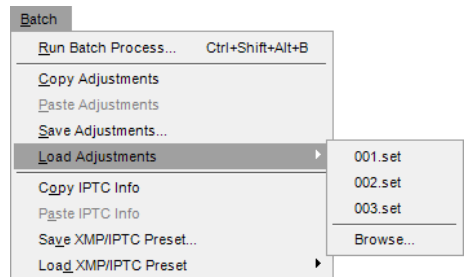 Batch
Run Batch Process... Ctrl+Shift+Alt+B
Copy Adjustments
Paste Adjustments
Save Adjustments...
Load Adjustments
001.set
002.set
003.set
Browse...
Copy IPTC Info
Paste IPTC Info
Save XMP/IPTC Preset...
Load XMP/IPTC Preset